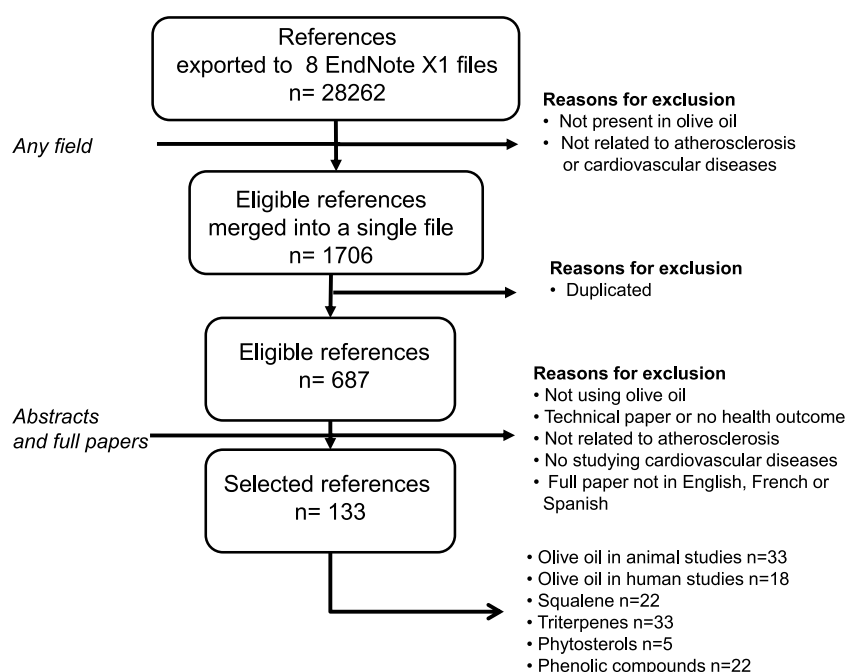 References
exported to 8 EndNote X1 files
n= 28262
Reasons for exclusion
• Not present in olive oil
• Not related to atherosclerosis
or cardiovascular diseases
Any field
Eligible references
merged into a single file
n= 1706
Reasons for exclusion
• Duplicated
Eligible references
n= 687
Reasons for exclusion
• Not using olive oil
• Technical paper or no health outcome
• Not related to atherosclerosis
• No studying cardiovascular diseases
• Full paper not in English, French or
Spanish
Abstracts
and full papers
Selected references
n= 133
• Olive oil in animal studies n=33
• Olive oil in human studies n=18
• Squalene n=22
• Triterpenes n=33
• Phytosterols n=5
• Phenolic compounds n=22